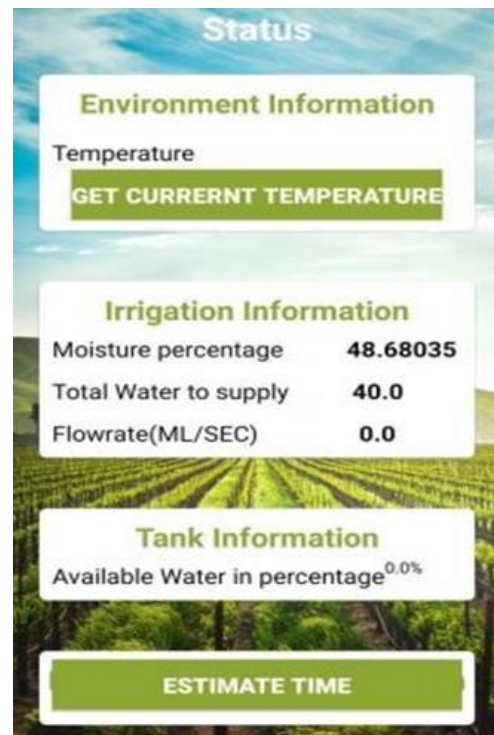 Status
Environment Information
Temperature
GET CURRERNT TEMPERATURE
Irrigation Information
Moisture percentage 48.68035
Total Water to supply 40.0
Flowrate(ML/SEC) 0.0
Tank Information
Available Water in percentage 0.0%
ESTIMATE TIME